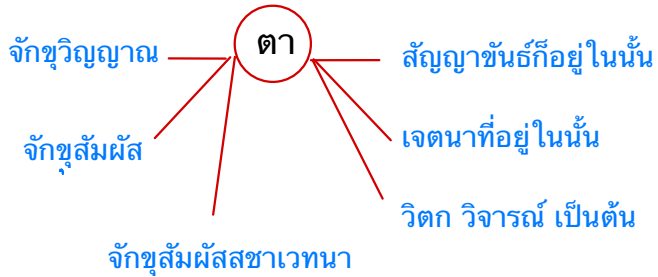 ตา
จักขุวิญญาณ
สัญญาขันธ์ก็อยู่ในนั้น
จักขุสัมผัส
เจตนาที่อยู่ในนั้น
วิตก วิจารณ์ เป็นต้น
จักขุสัมผัสสชาเวทนา